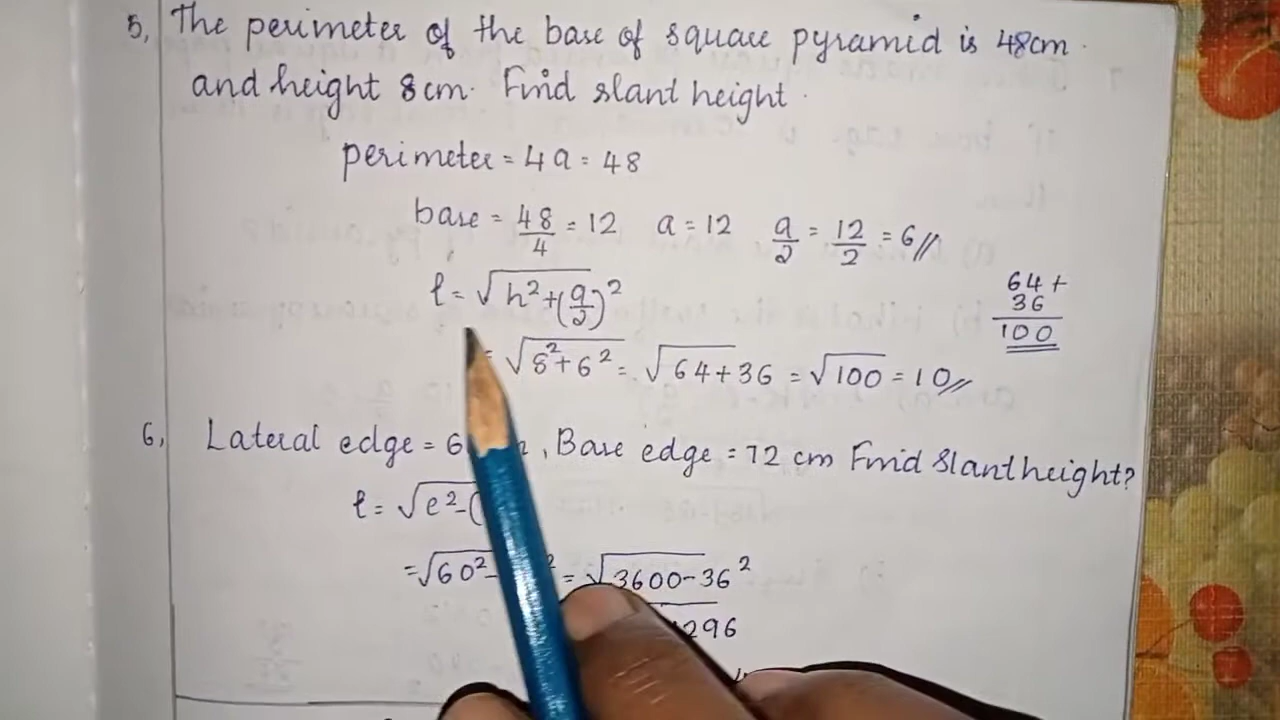 5, The perimeter of the base of square pyramid is 48cm.
and height 8cm. Find slant height.
perimeter = 4a = 48
base = 48/4 = 12 a = 12 a/2 = 12/2 = 6//
l = √h²+(a/2)²
= √8²+6² = √64+36 = √100 = 10//
64+
36
100
6, Lateral edge = 6 , Base edge = 72 cm Find Slant height?
l = √e²-(
= √60²- ² = √3600-36²
296